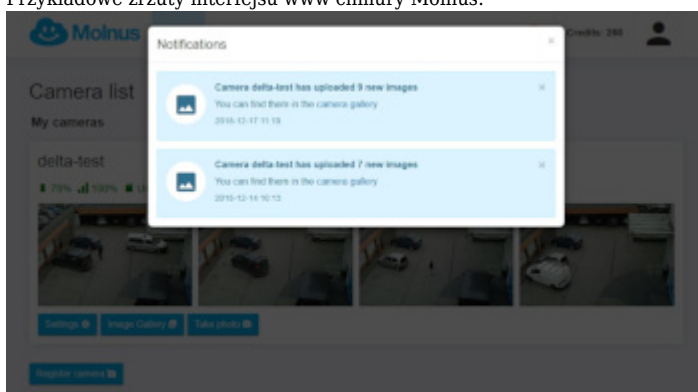 Przykładowe zrzuty interfejsu www chmury Molnus:
Molnus
Credits: 298
Notifications
×
Camera delta-test has uploaded 9 new images
×
You can find them in the camera gallery
Camera list
2016-12-17 11:19
My cameras
Camera delta-test has uploaded 7 new images
×
You can find them in the camera gallery
delta-test
2016-12-14 10:13
100%
Settings
Image Gallery
Take photo
Register camera